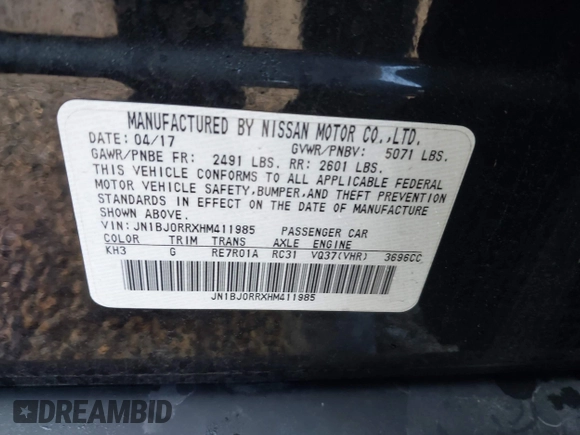 MANUFACTURED BY NISSAN MOTOR CO.,LTD.
DATE: 04/17 GVWR/PNBV: 5071 LBS.
GAWR/PNBE FR: 2491 LBS. RR: 2601 LBS.
THIS VEHICLE CONFORMS TO ALL APPLICABLE FEDERAL
MOTOR VEHICLE SAFETY,BUMPER,AND THEFT PREVENTION
STANDARDS IN EFFECT ON THE DATE OF MANUFACTURE
SHOWN ABOVE.
VIN: JN1BJ0RRXHM411985 PASSENGER CAR
COLOR TRIM TRANS AXLE ENGINE
KH3 G RE7R01A RC31 VQ37(VHR) 3696CC
JN1BJ0RRXHM411985
DREAMBID